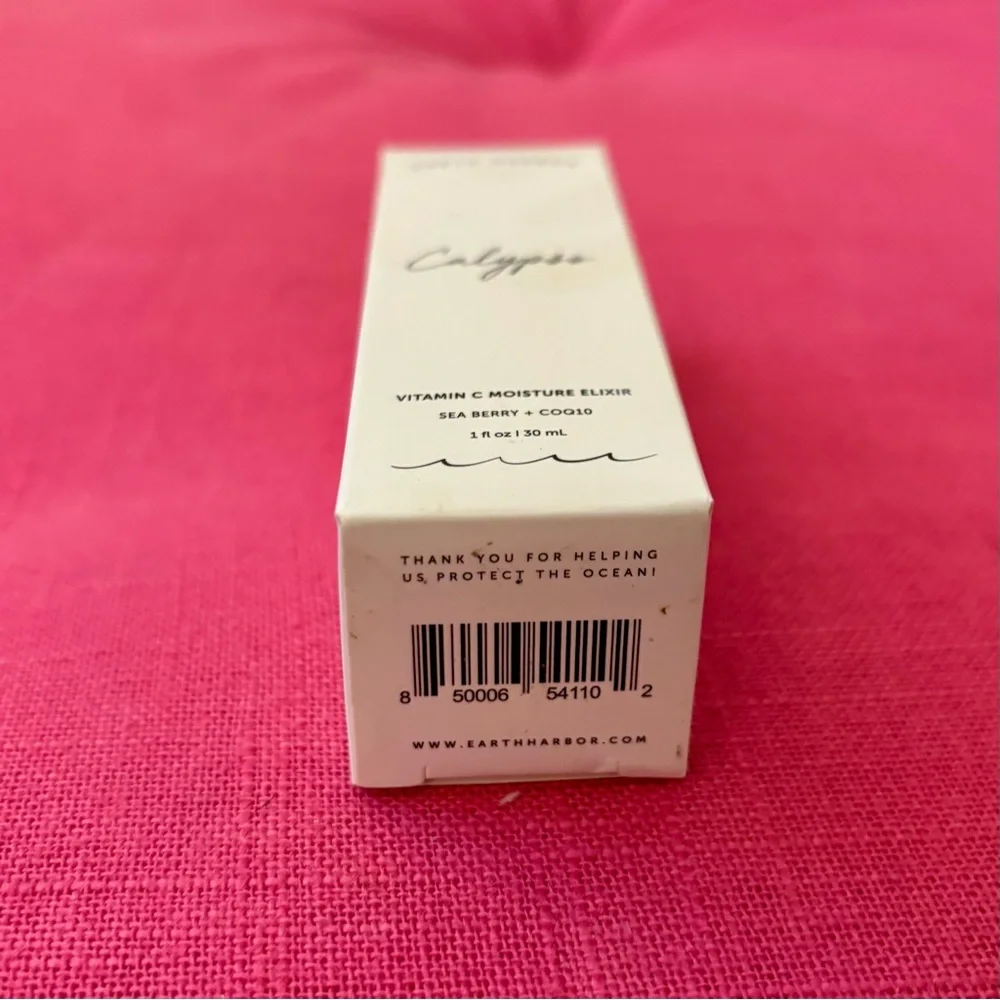 Calypso
VITAMIN C MOISTURE ELIXIR
SEA BERRY + COQ10
1 fl oz | 30 mL
THANK YOU FOR HELPING
US PROTECT THE OCEAN!
8 50006 54110 2
WWW.EARTHHARBOR.COM